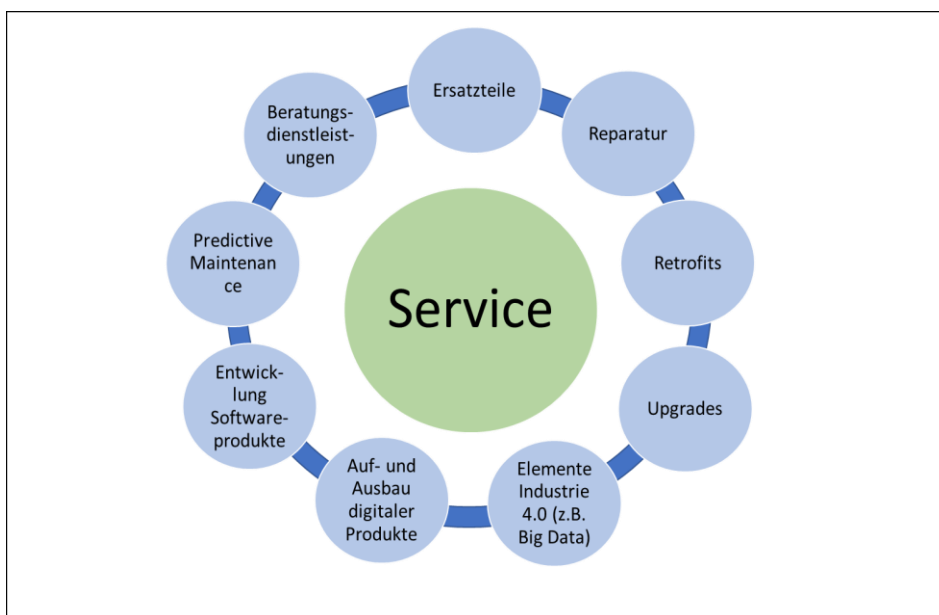 Ersatzteile
Reparatur
Retrofits
Upgrades
Elemente
Industrie
4.0 (z.B.
Big Data)
Auf- und
Ausbau
digitaler
Produkte
Entwick-
lung
Software-
produkte
Predictive
Maintenan
ce
Beratungs-
dienstleist-
ungen
Service